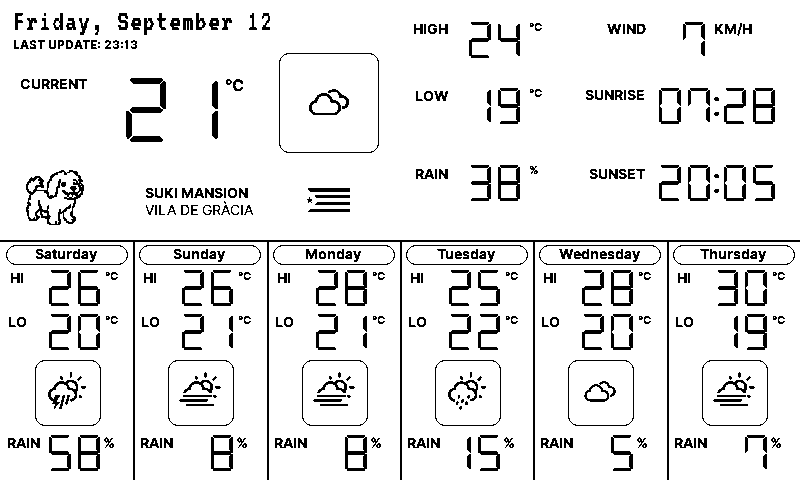 Friday, September 12
LAST UPDATE: 23:13
CURRENT 21 °C
HIGH 24 °C
LOW 19 °C
RAIN 38 %
WIND 7 KM/H
SUNRISE 07:28
SUNSET 20:05
SUKI MANSION
VILA DE GRÀCIA
Saturday
HI 26 °C
LO 20 °C
RAIN 58 %
Sunday
HI 26 °C
LO 21 °C
RAIN 8 %
Monday
HI 28 °C
LO 21 °C
RAIN 8 %
Tuesday
HI 25 °C
LO 22 °C
RAIN 15 %
Wednesday
HI 28 °C
LO 20 °C
RAIN 5 %
Thursday
HI 30 °C
LO 19 °C
RAIN 7 %